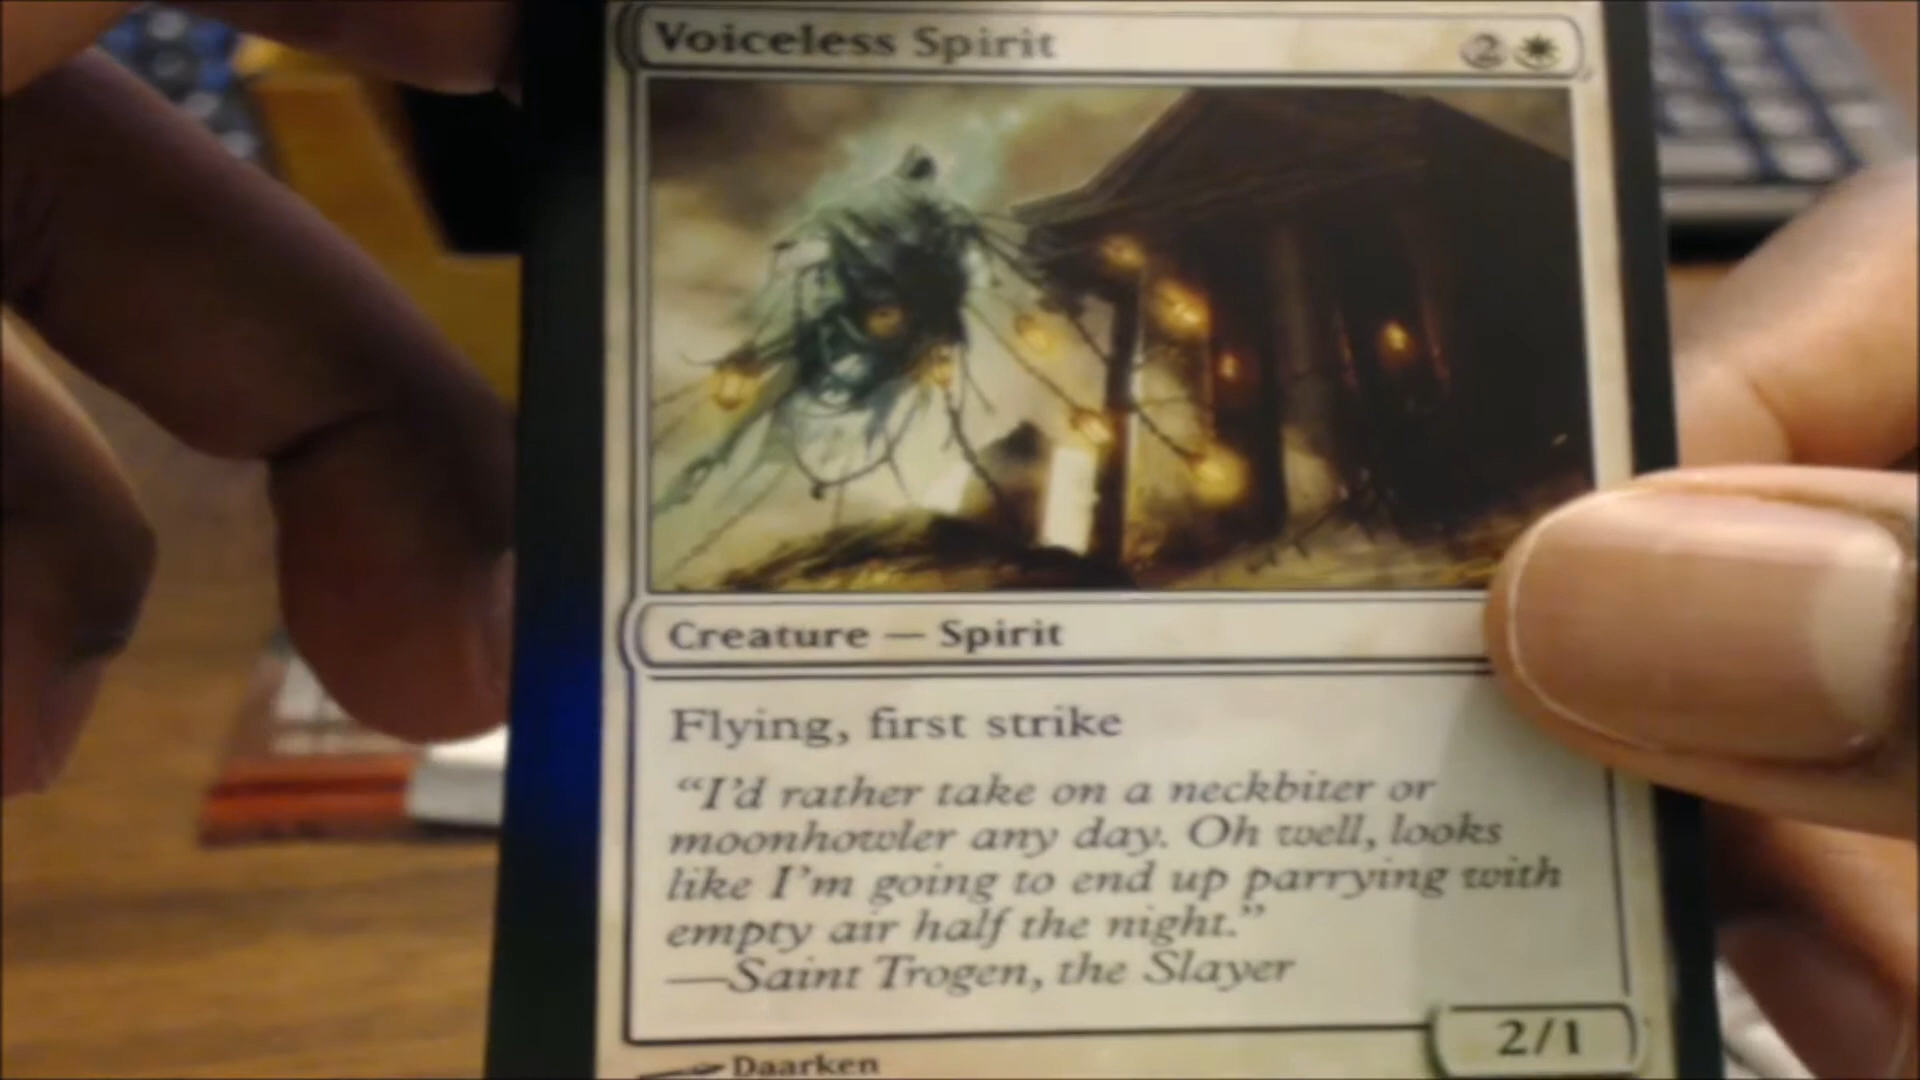 Voiceless Spirit 2
Creature — Spirit
Flying, first strike
“I’d rather take on a neckbiter or
moonhowler any day. Oh well, looks
like I’m going to end up parrying with
empty air half the night.”
—Saint Trogen, the Slayer
2/1
Daarken